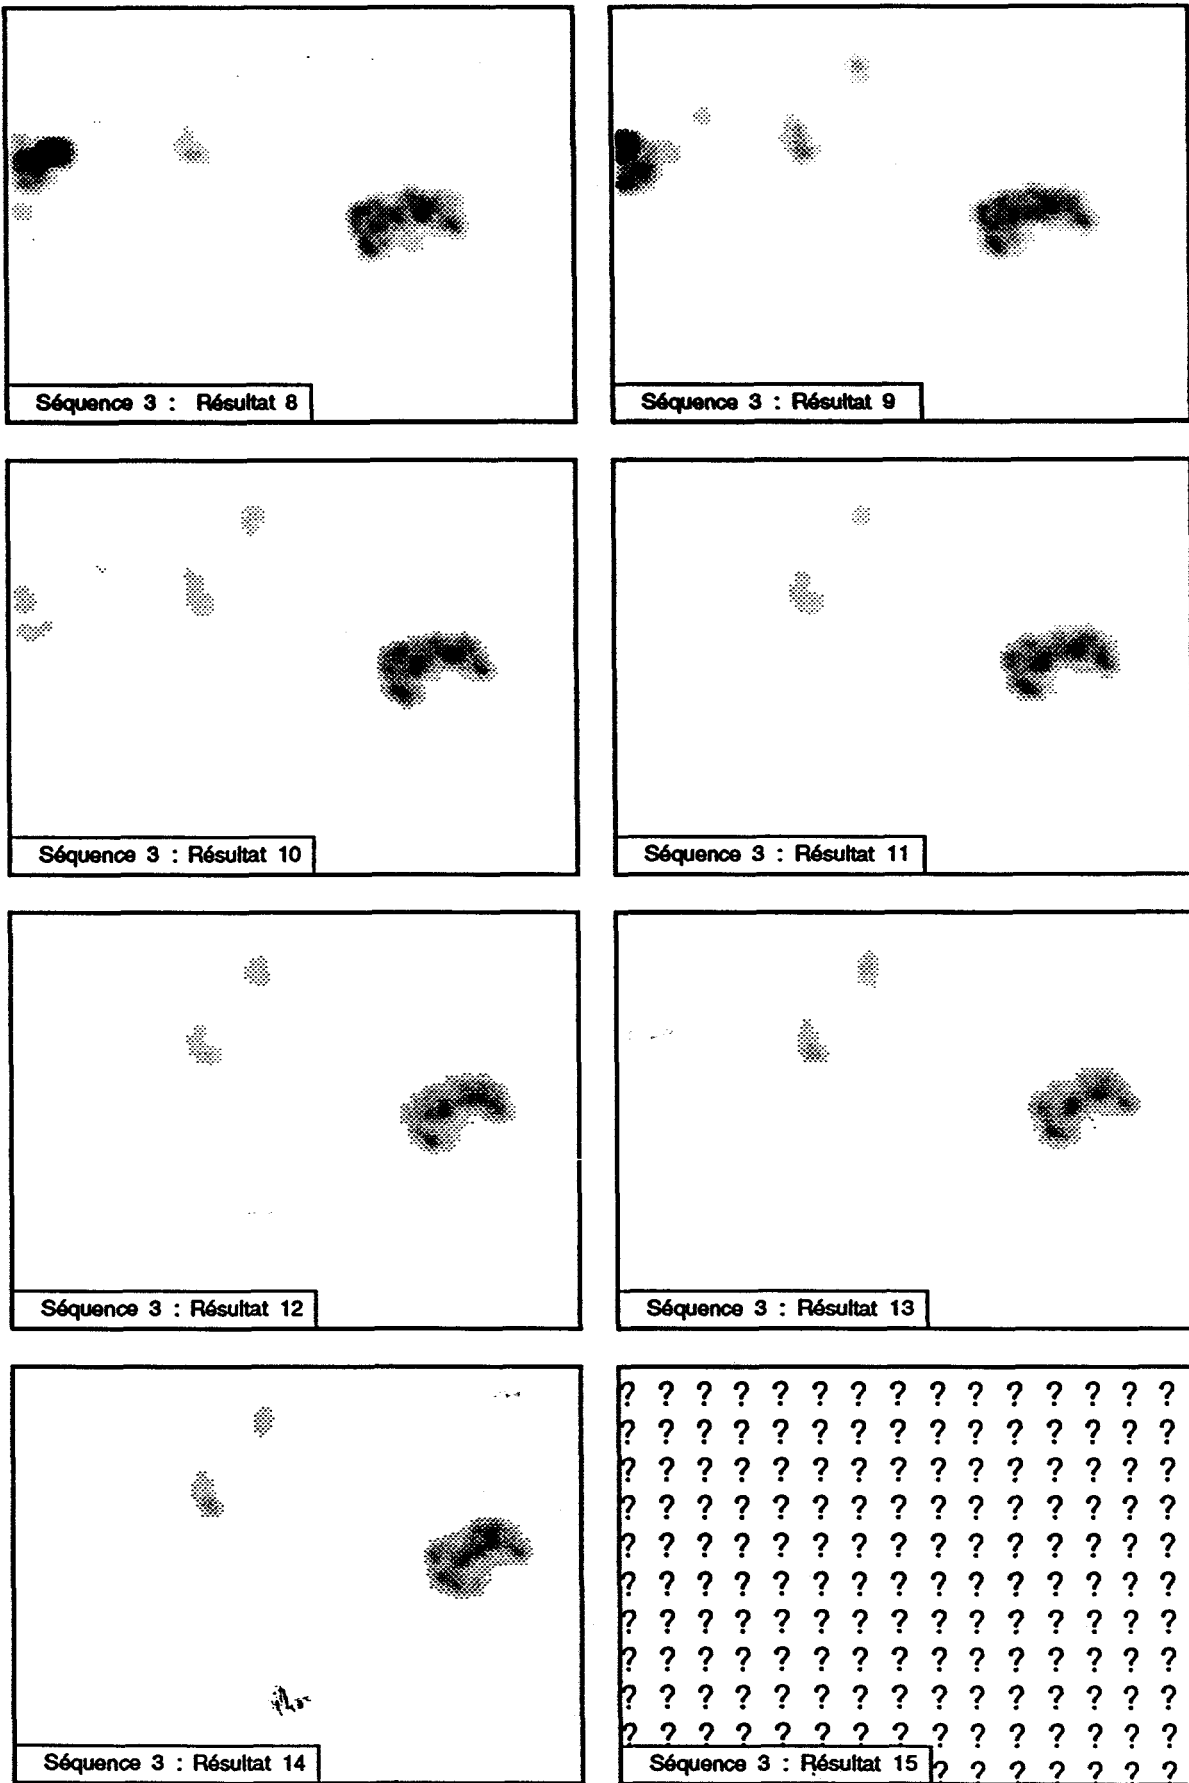 Séquence 3 : Résultat 8
Séquence 3 : Résultat 9
Séquence 3 : Résultat 10
Séquence 3 : Résultat 11
Séquence 3 : Résultat 12
Séquence 3 : Résultat 13
? ? ? ? ? ? ? ? ? ? ? ? ? ? ?
? ? ? ? ? ? ? ? ? ? ? ? ? ? ?
? ? ? ? ? ? ? ? ? ? ? ? ? ? ?
? ? ? ? ? ? ? ? ? ? ? ? ? ? ?
? ? ? ? ? ? ? ? ? ? ? ? ? ? ?
? ? ? ? ? ? ? ? ? ? ? ? ? ? ?
? ? ? ? ? ? ? ? ? ? ? ? ? ? ?
? ? ? ? ? ? ? ? ? ? ? ? ? ? ?
? ? ? ? ? ? ? ? ? ? ? ? ? ? ?
? ? ? ? ? ? ? ? ? ? ? ? ? ? ?
Séquence 3 : Résultat 14
Séquence 3 : Résultat 15 ? ? ? ? ? ? ?